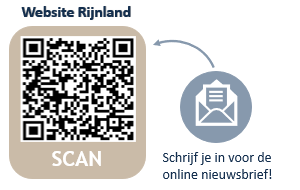 Website Rijnland
SCAN
Schrijf je in voor de
online nieuwsbrief!